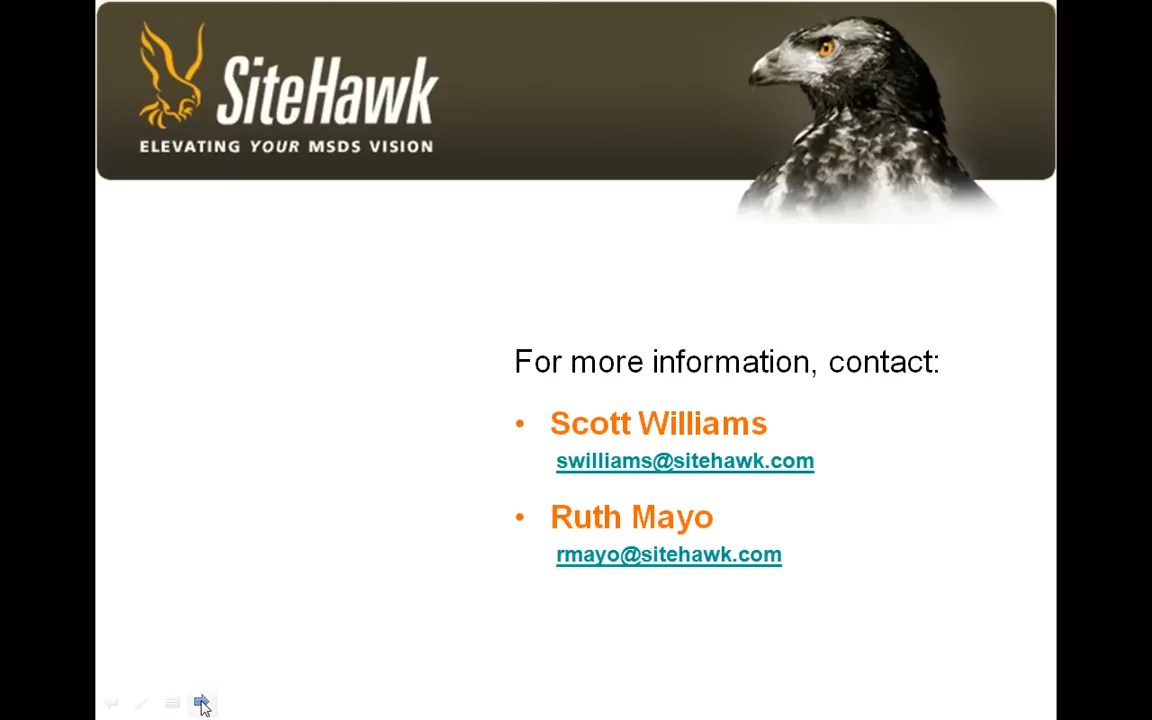 SiteHawk
ELEVATING YOUR MSDS VISION
For more information, contact:
• Scott Williams
swilliams@sitehawk.com
• Ruth Mayo
rmayo@sitehawk.com